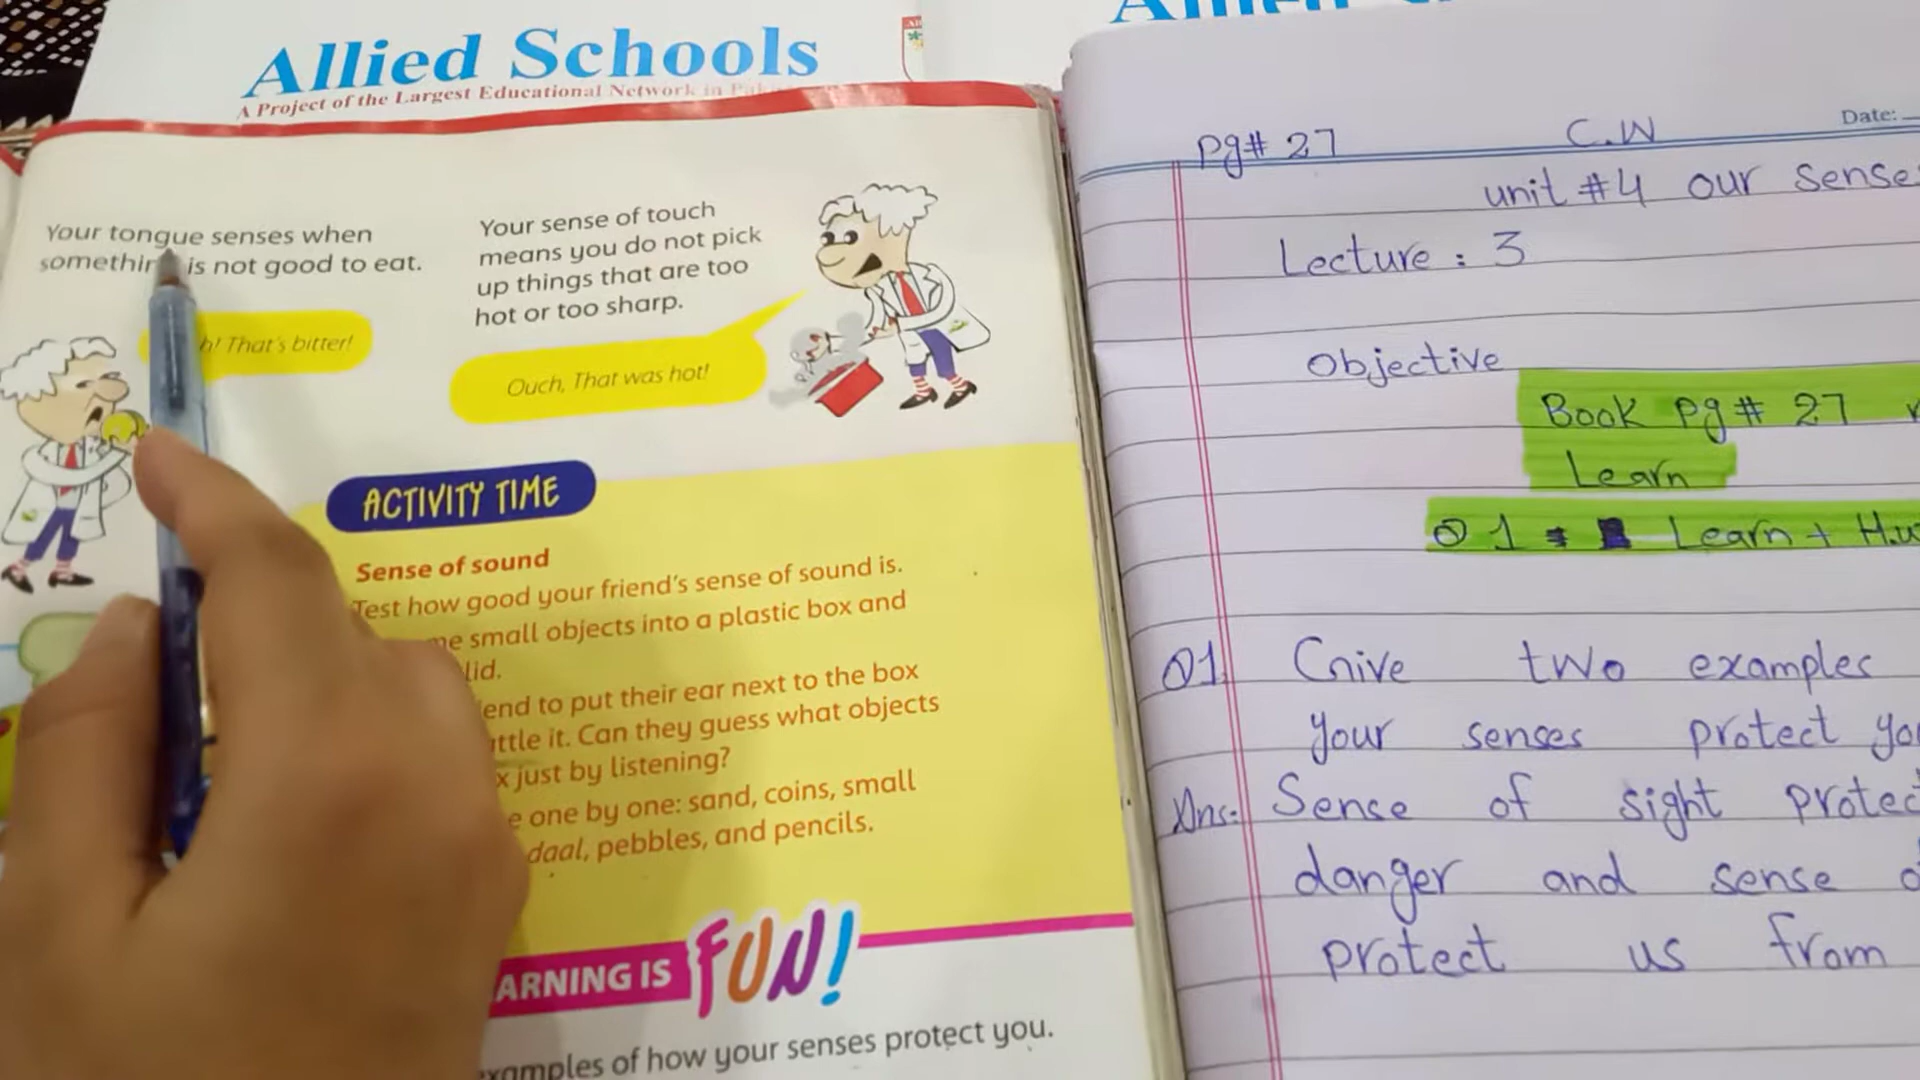 Allied Schools
A Project of the Largest Educational Network in
Your tongue senses when
is not good to eat.
That's bitter!
Your sense of touch
means you do not pick
up things that are too
hot or too sharp.
Ouch, That was hot!
ACTIVITY TIME
Sense of sound
Test how good your friend's sense of sound is.
small objects into a plastic box and
lid.
to put their ear next to the box
it. Can they guess what objects
just by listening?
one by one: sand, coins, small
daal, pebbles, and pencils.
IS FUN!
of how your senses protect you.
Date:
pg# 27 C.W
unit #4 our
Lecture : 3
Objective
Book pg# 27
Learn
Q 1 Learn +
Q1 Give two examples
your senses protect
Ans: Sense of sight
danger and sense
protect us from